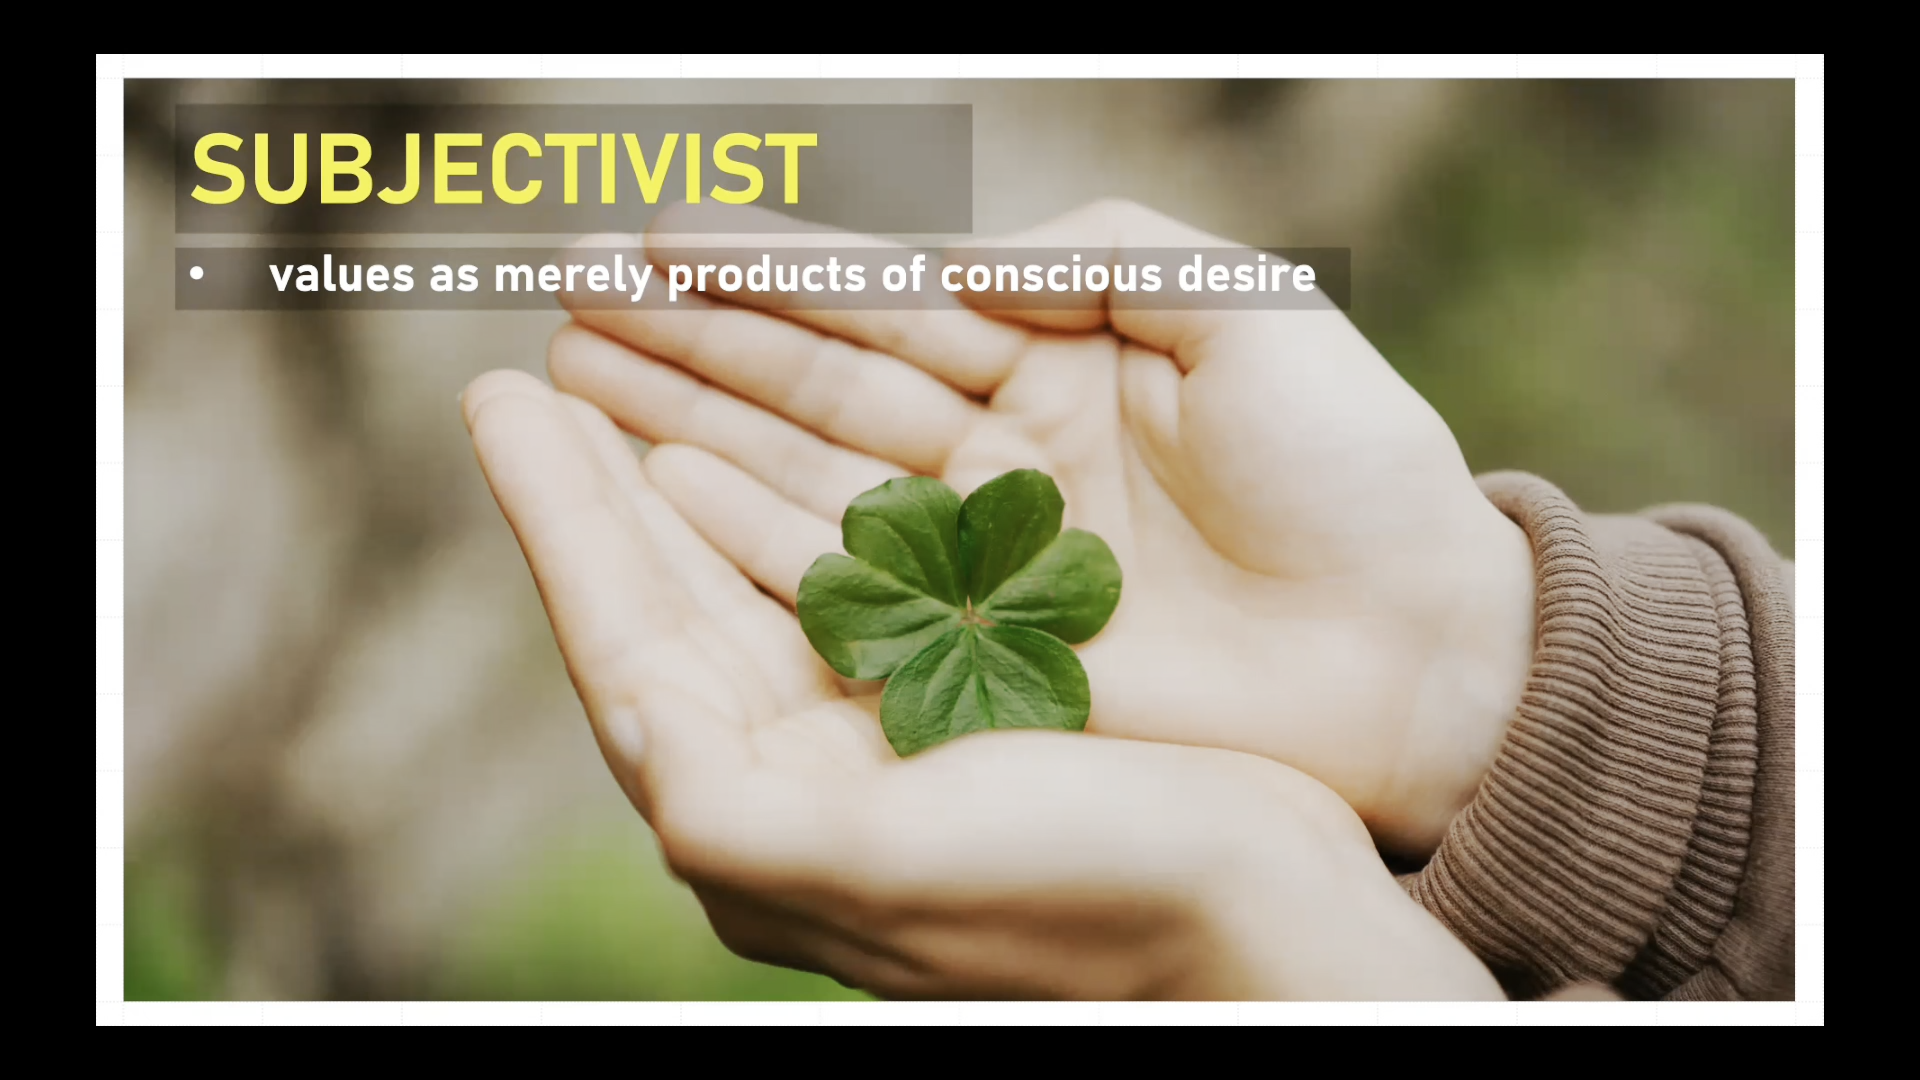 SUBJECTIVIST
• values as merely products of conscious desire